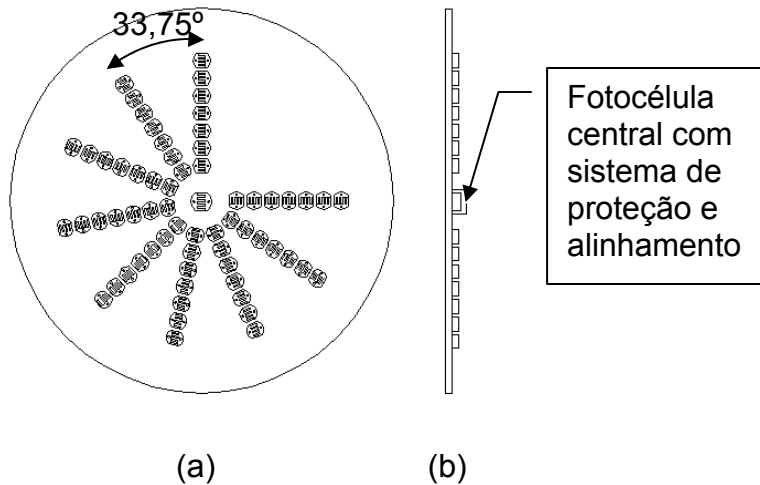 33,75º
Fotocélula
central com
sistema de
proteção e
alinhamento
(a)
(b)